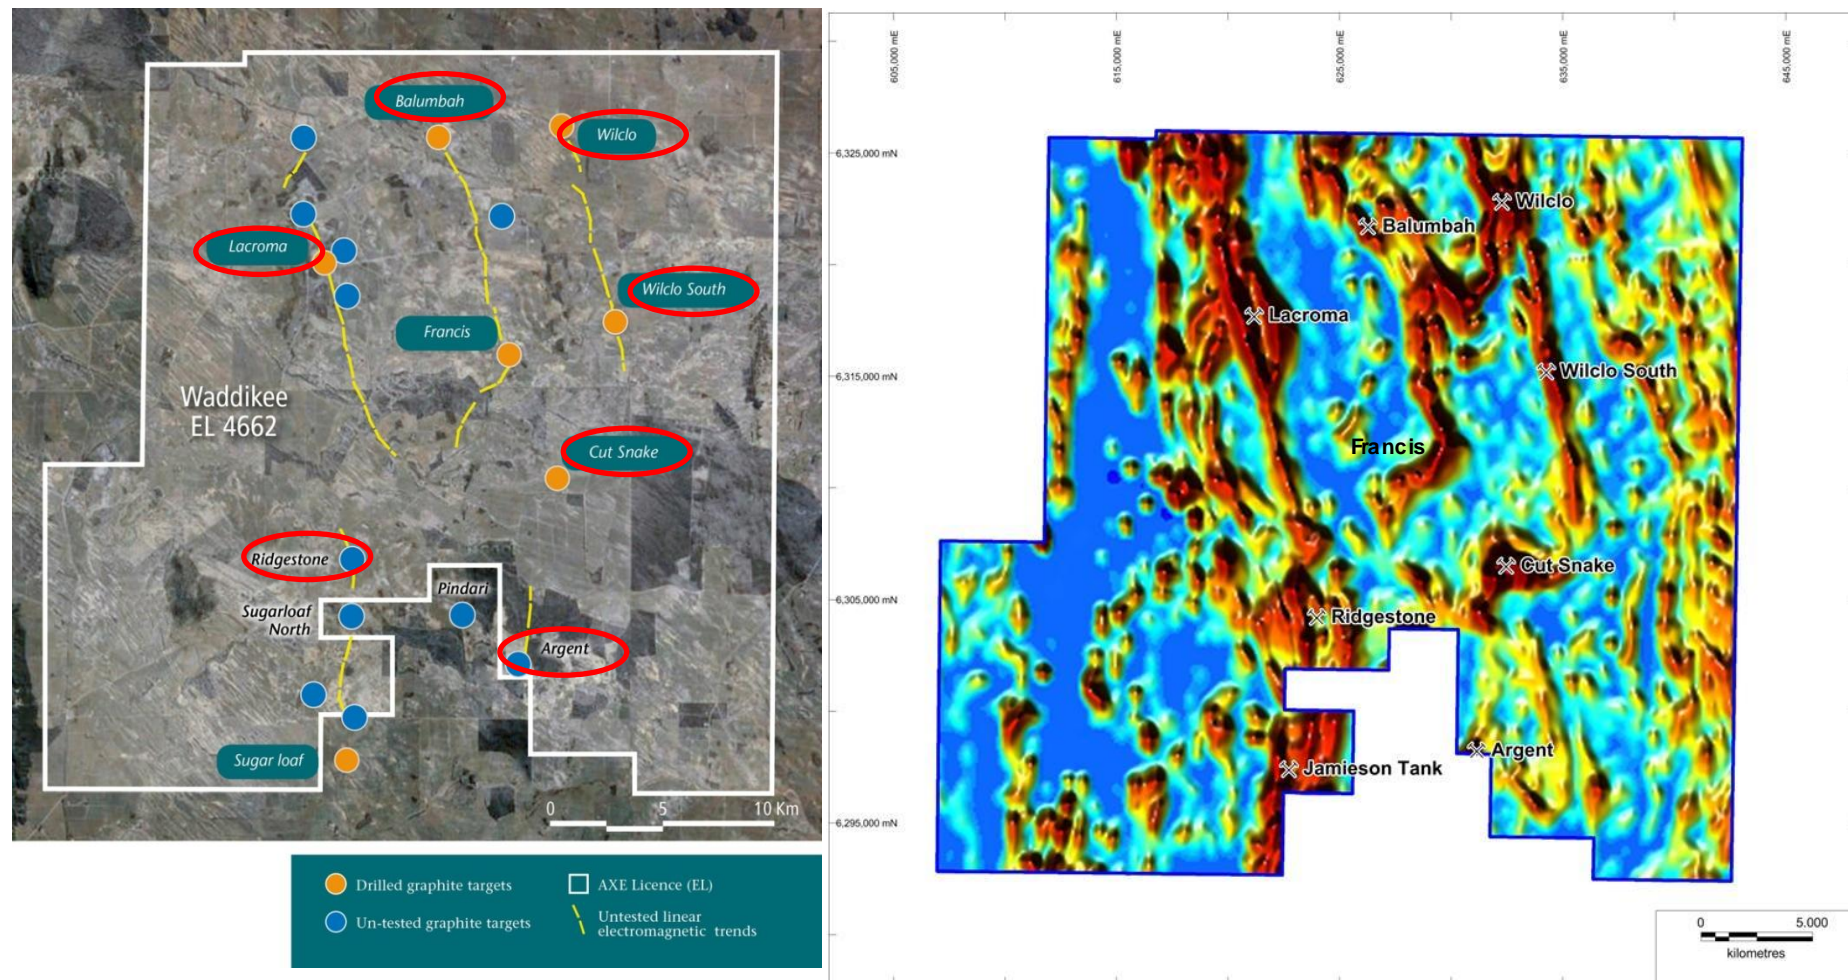 Balumbah
Wilclo
Lacroma
Wilclo South
Francis
Waddikee
EL 4662
Cut Snake
Ridgestone
Pindari
Sugarloaf
North
Argent
Sugar loaf
0 5 10 Km
Drilled graphite targets
AXE Licence (EL)
Un-tested graphite targets
Untested linear
electromagnetic trends
605,000 mE
615,000 mE
625,000 mE
635,000 mE
645,000 mE
6,325,000 mN
6,315,000 mN
6,305,000 mN
6,295,000 mN
Wilclo
Balumbah
Lacroma
Wilclo South
Francis
Cut Snake
Ridgestone
Argent
Jamieson Tank
0 5.000
kilometres